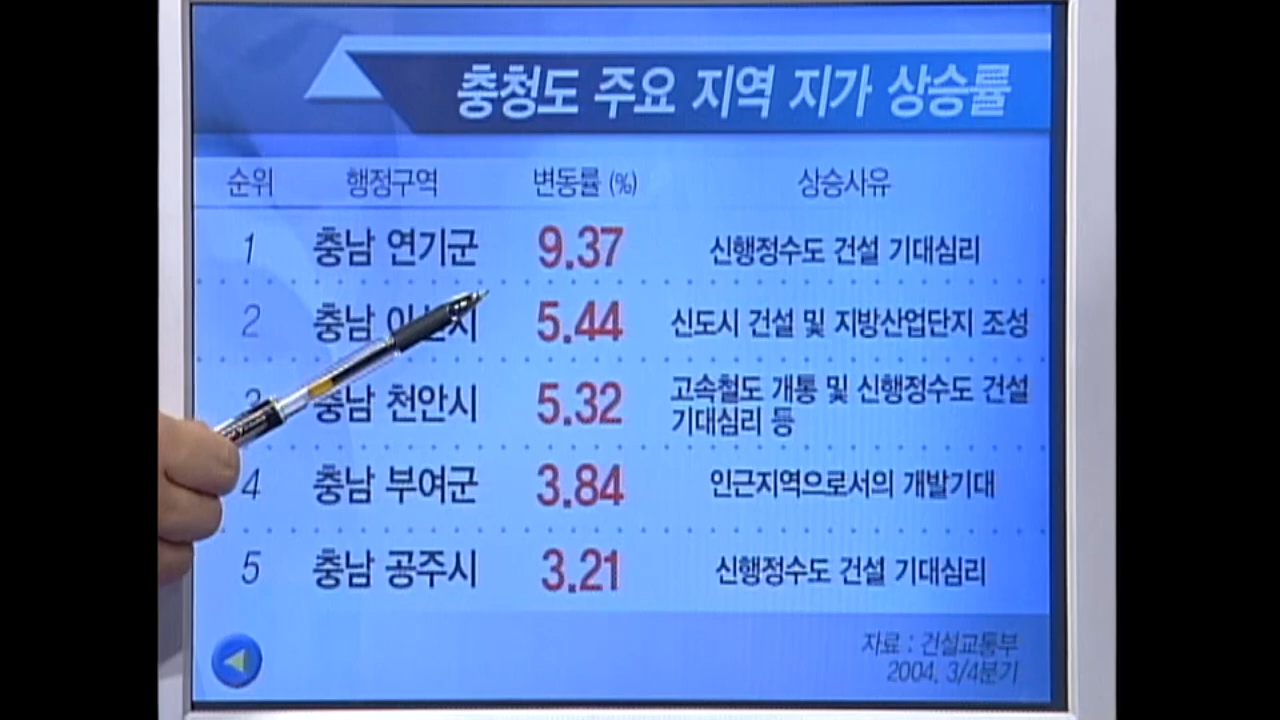 충청도 주요 지역 지가 상승률
순위 행정구역 변동률 (%) 상승사유
1 충남 연기군 9.37 신행정수도 건설 기대심리
2 충남 5.44 신도시 건설 및 지방산업단지 조성
3 충남 천안시 5.32 고속철도 개통 및 신행정수도 건설
기대심리 등
4 충남 부여군 3.84 인근지역으로서의 개발기대
5 충남 공주시 3.21 신행정수도 건설 기대심리
자료 : 건설교통부
2004. 3/4분기